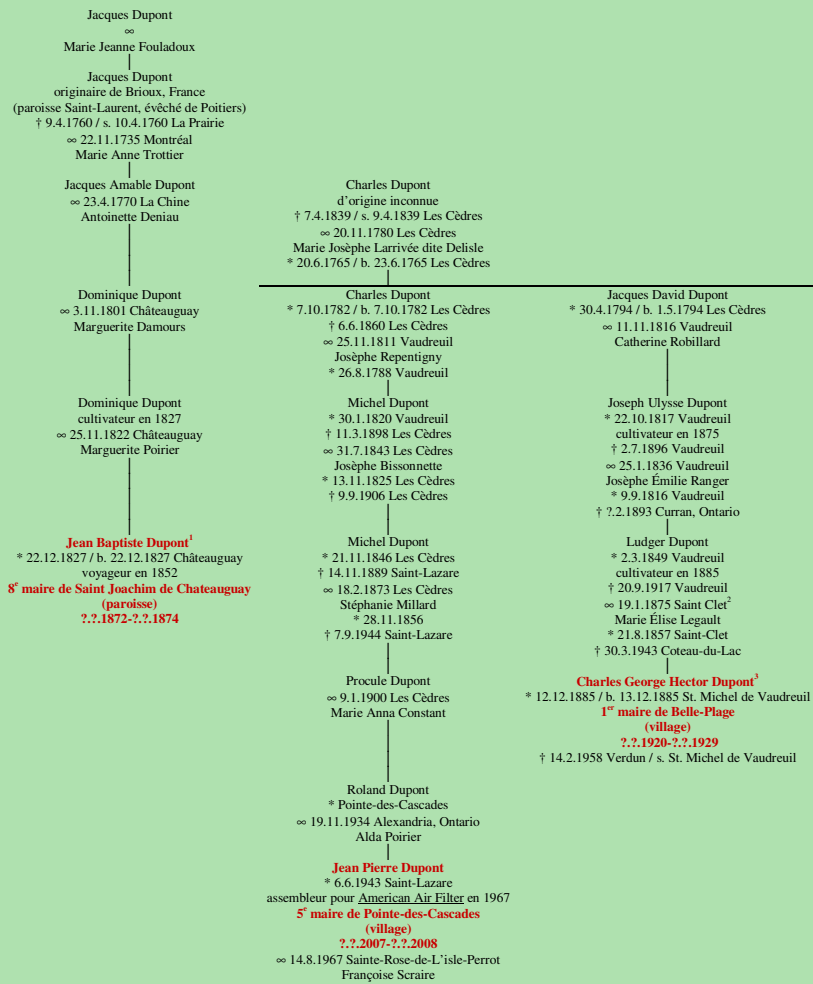 Jacques Dupont
∞
Marie Jeanne Fouladoux
Jacques Dupont
originaire de Brioux, France
(paroisse Saint-Laurent, évêché de Poitiers)
† 9.4.1760 / s. 10.4.1760 La Prairie
∞ 22.11.1735 Montréal
Marie Anne Trottier
Jacques Amable Dupont
∞ 23.4.1770 La Chine
Antoinette Deniau
Dominique Dupont
∞ 3.11.1801 Châteauguay
Marguerite Damours
Dominique Dupont
cultivateur en 1827
∞ 25.11.1822 Châteauguay
Marguerite Poirier
Jean Baptiste Dupont¹
* 22.12.1827 / b. 22.12.1827 Châteauguay
voyageur en 1852
8e maire de Saint Joachim de Chateauguay
(paroisse)
?.?.1872-?.?.1874
Charles Dupont
d'origine inconnue
† 7.4.1839 / s. 9.4.1839 Les Cèdres
∞ 20.11.1780 Les Cèdres
Marie Josèphe Larrivée dite Delisle
* 20.6.1765 / b. 23.6.1765 Les Cèdres
Charles Dupont
* 7.10.1782 / b. 7.10.1782 Les Cèdres
† 6.6.1860 Les Cèdres
∞ 25.11.1811 Vaudreuil
Josèphe Repentigny
* 26.8.1788 Vaudreuil
Michel Dupont
* 30.1.1820 Vaudreuil
† 11.3.1898 Les Cèdres
∞ 31.7.1843 Les Cèdres
Josèphe Bissonnette
* 13.11.1825 Les Cèdres
† 9.9.1906 Les Cèdres
Michel Dupont
* 21.11.1846 Les Cèdres
† 14.11.1889 Saint-Lazare
∞ 18.2.1873 Les Cèdres
Stéphanie Millard
* 28.11.1856
† 7.9.1944 Saint-Lazare
Procule Dupont
∞ 9.1.1900 Les Cèdres
Marie Anna Constant
Roland Dupont
* Pointe-des-Cascades
∞ 19.11.1934 Alexandria, Ontario
Alda Poirier
Jean Pierre Dupont
* 6.6.1943 Saint-Lazare
assembleur pour American Air Filter en 1967
5e maire de Pointe-des-Cascades
(village)
?.?.2007-?.?.2008
∞ 14.8.1967 Sainte-Rose-de-L'isle-Perrot
Françoise Scraire
Jacques David Dupont
* 30.4.1794 / b. 1.5.1794 Les Cèdres
∞ 11.11.1816 Vaudreuil
Catherine Robillard
Joseph Ulysse Dupont
* 22.10.1817 Vaudreuil
cultivateur en 1875
† 2.7.1896 Vaudreuil
∞ 25.1.1836 Vaudreuil
Josèphe Émilie Ranger
* 9.9.1816 Vaudreuil
† ?.2.1893 Curran, Ontario
Ludger Dupont
* 2.3.1849 Vaudreuil
cultivateur en 1885
† 20.9.1917 Vaudreuil
∞ 19.1.1875 Saint Clet²
Marie Élise Legault
* 21.8.1857 Saint-Clet
† 30.3.1943 Coteau-du-Lac
Charles George Hector Dupont³
* 12.12.1885 / b. 13.12.1885 St. Michel de Vaudreuil
1er maire de Belle-Plage
(village)
?.?.1920-?.?.1929
† 14.2.1958 Verdun / s. St. Michel de Vaudreuil